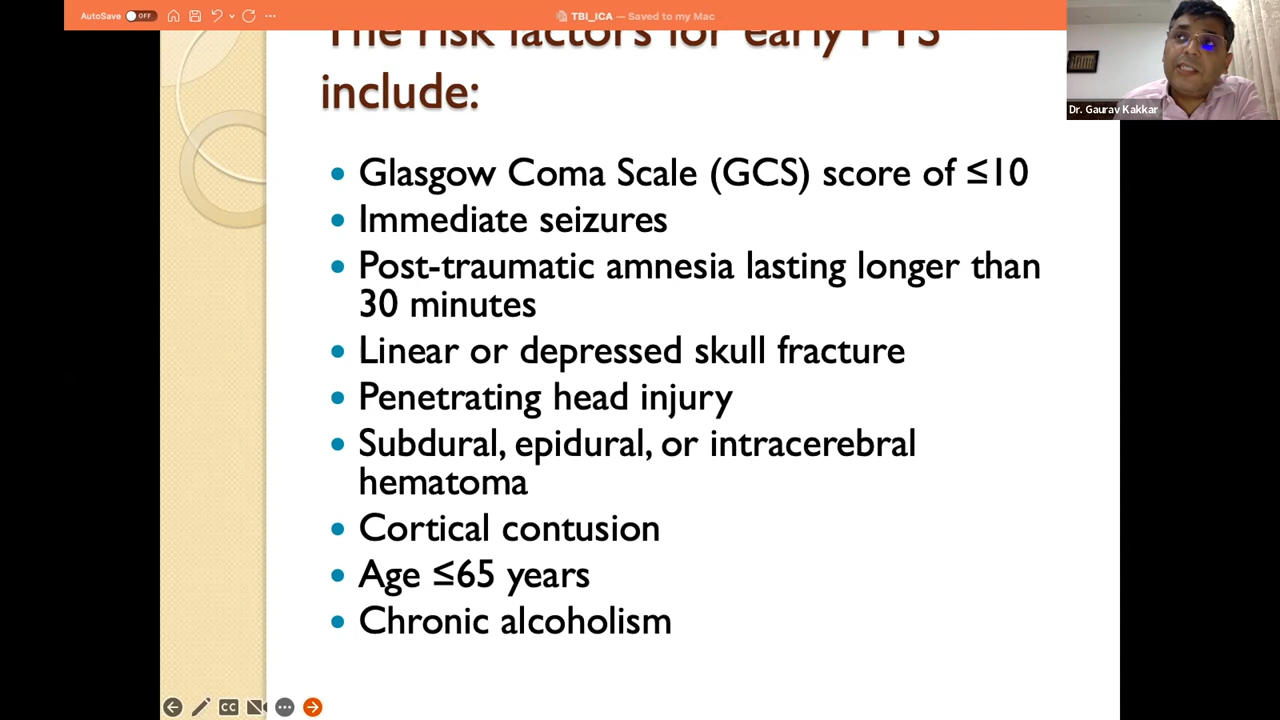 AutoSave OFF
TBI_ICA — Saved to my Mac
The risk factors for early PTS
include:
Dr. Gaurav Kakkar
• Glasgow Coma Scale (GCS) score of ≤10
• Immediate seizures
• Post-traumatic amnesia lasting longer than
30 minutes
• Linear or depressed skull fracture
• Penetrating head injury
• Subdural, epidural, or intracerebral
hematoma
• Cortical contusion
• Age ≤65 years
• Chronic alcoholism
CC